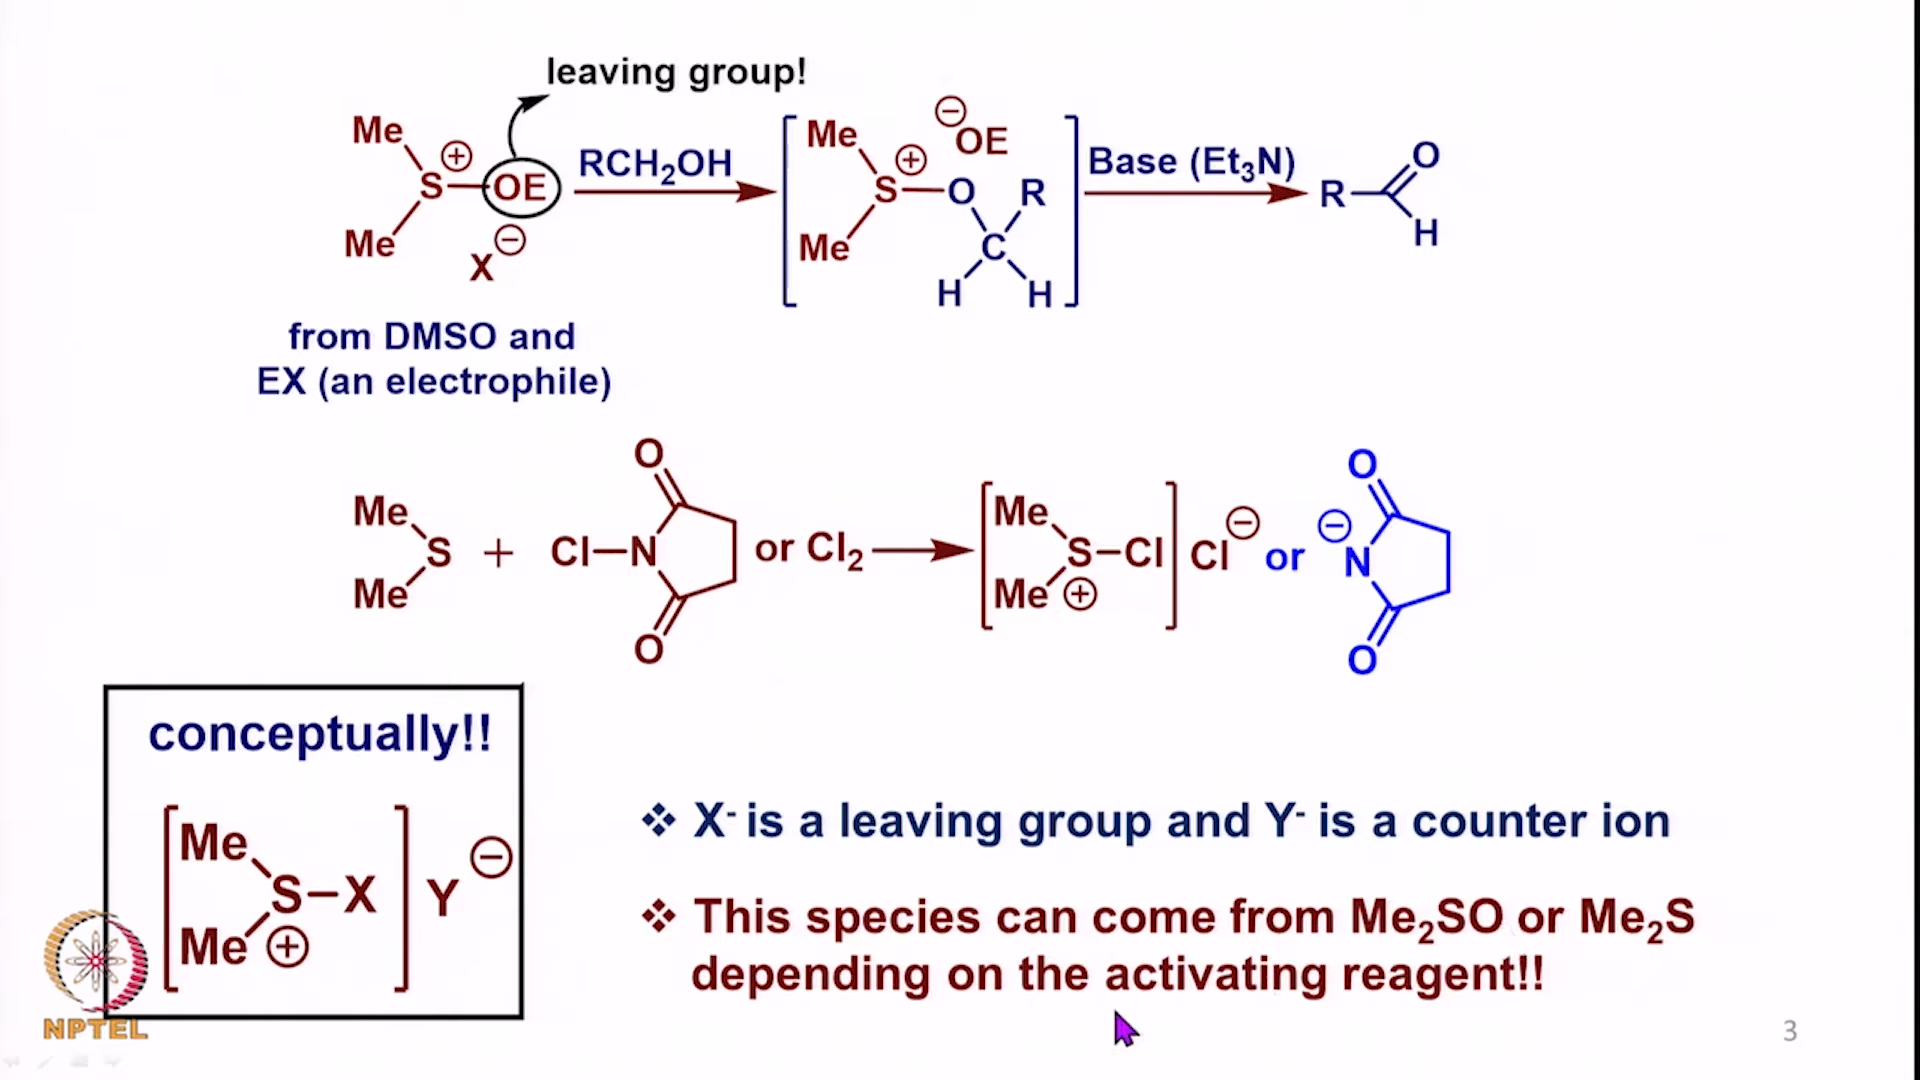 leaving group!
Me
S
⊕
OE
Me
X
⊖
RCH₂OH
Me
⊖
OE
⊕
S
O
R
Me
C
H
H
Base (Et₃N)
O
R
H
from DMSO and
EX (an electrophile)
Me
S
Me
+
O
Cl–N
O
or Cl₂
Me
S–Cl
Me
⊕
Cl
⊖
or
O
⊖
N
O
conceptually!!
Me
S–X
Me
⊕
Y
⊖
❖ X⁻ is a leaving group and Y⁻ is a counter ion
❖ This species can come from Me₂SO or Me₂S
depending on the activating reagent!!
NPTEL
3